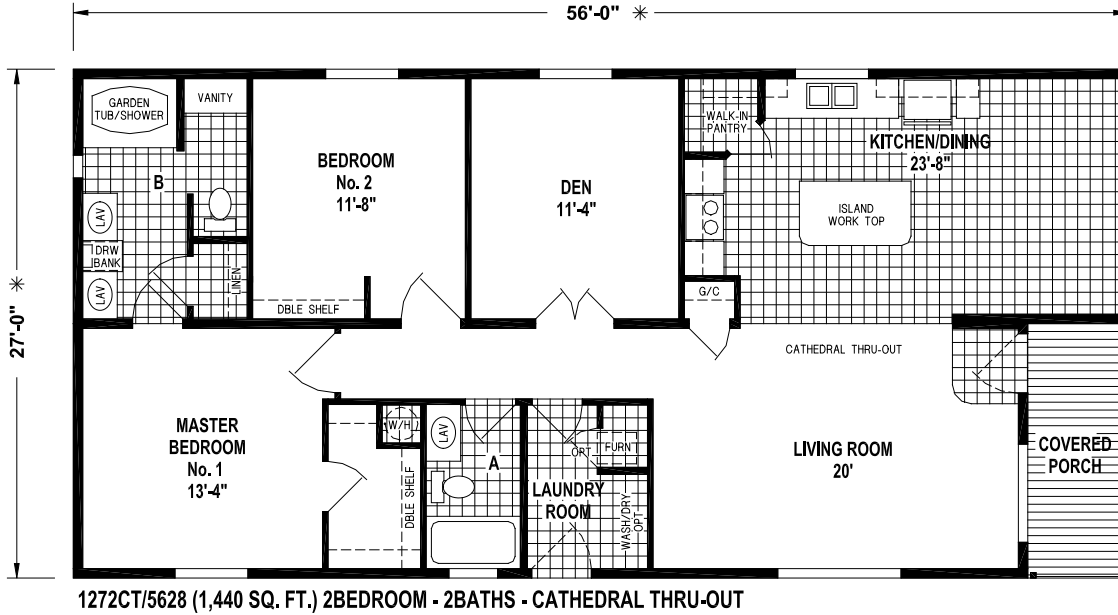 56'-0" ✳
27'-0" ✳
GARDEN
TUB/SHOWER
VANITY
B
LAV
DRW
BANK
LAV
LINEN
BEDROOM
No. 2
11'-8"
DBLE SHELF
DEN
11'-4"
WALK-IN
PANTRY
KITCHEN/DINING
23'-8"
ISLAND
WORK TOP
G/C
CATHEDRAL THRU-OUT
MASTER
BEDROOM
No. 1
13'-4"
W/H
DBLE SHELF
LAV
A
OPT
FURN
LAUNDRY
ROOM
WASH/DRY
OPT
LIVING ROOM
20'
COVERED
PORCH
1272CT/5628 (1,440 SQ. FT.) 2BEDROOM - 2BATHS - CATHEDRAL THRU-OUT